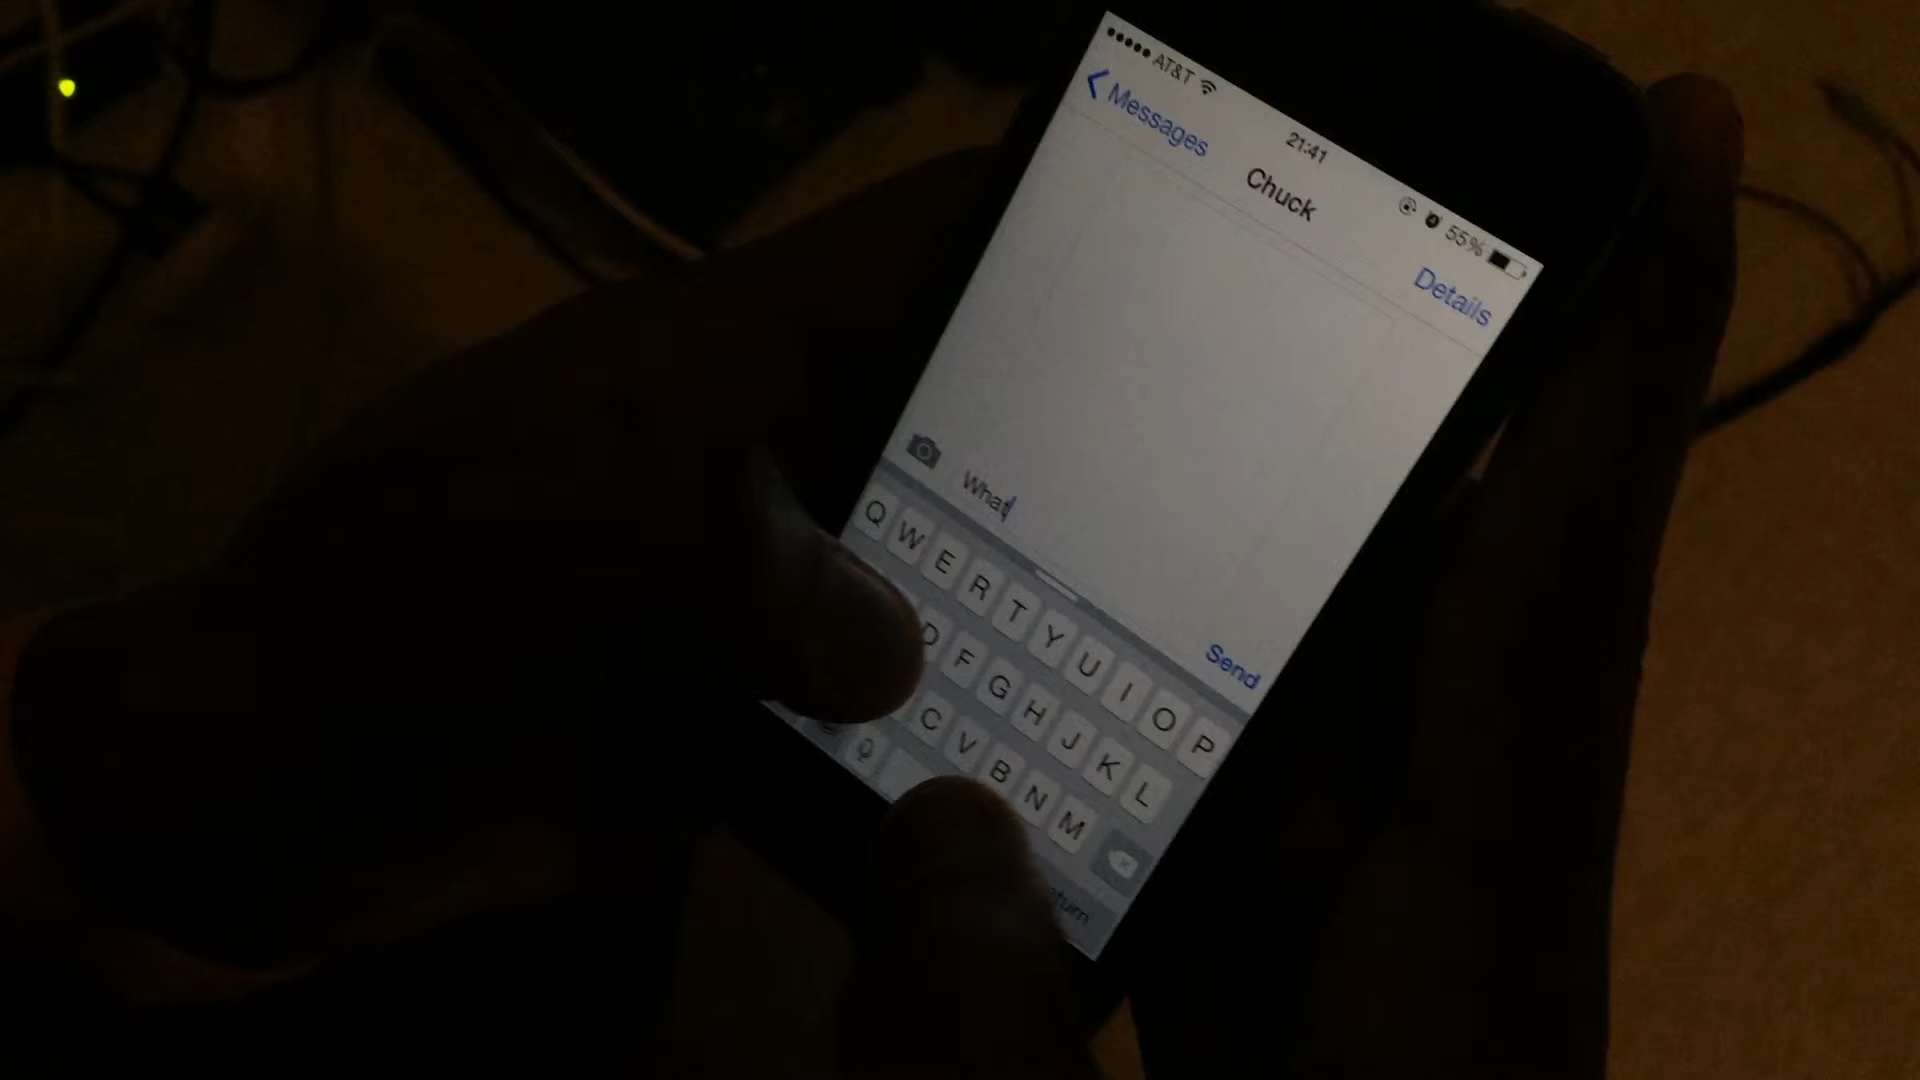 AT&T
21:41
55%
Messages
Chuck
Details
What
Send
Q W E R T Y U I O P
D F G H J K L
C V B N M